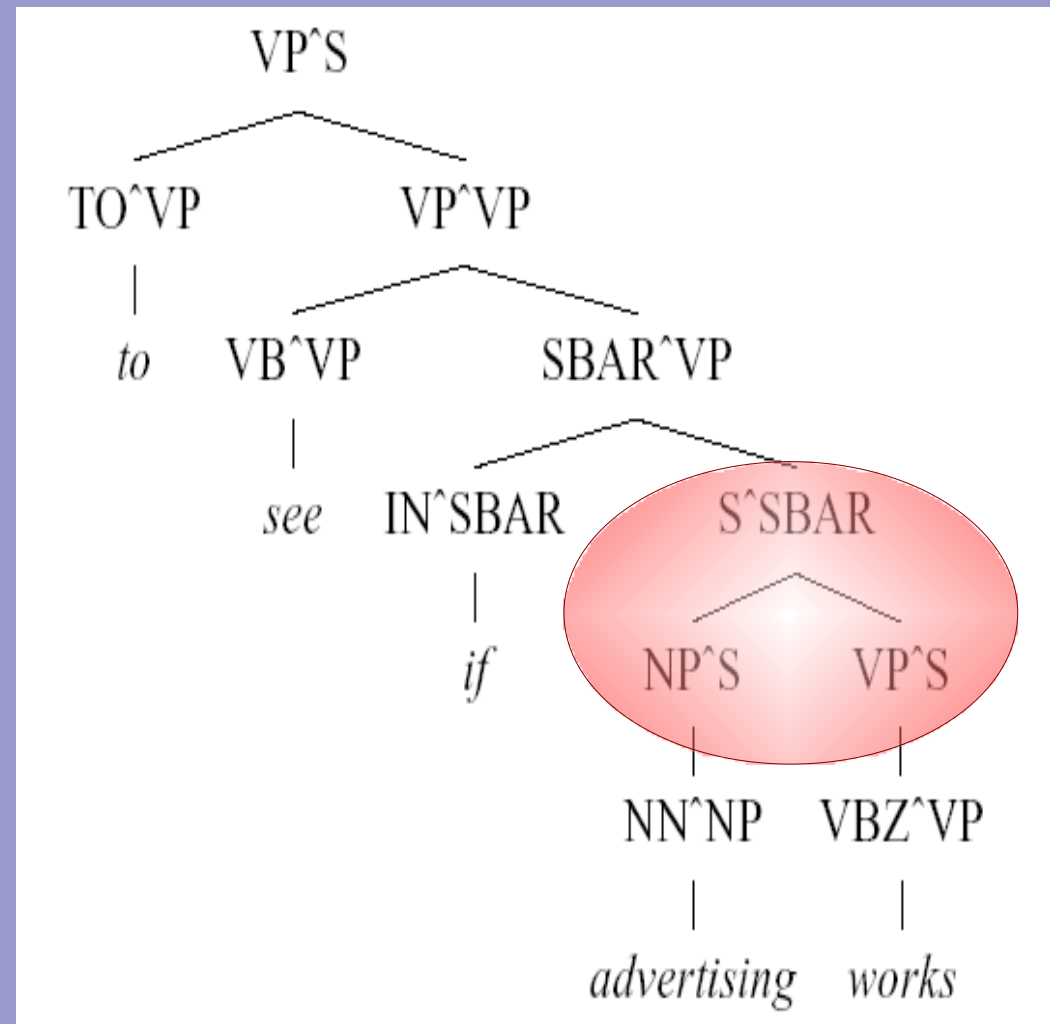 VP^S
TO^VP VP^VP
to VB^VP SBAR^VP
see IN^SBAR S^SBAR
if NP^S VP^S
NN^NP VBZ^VP
advertising works